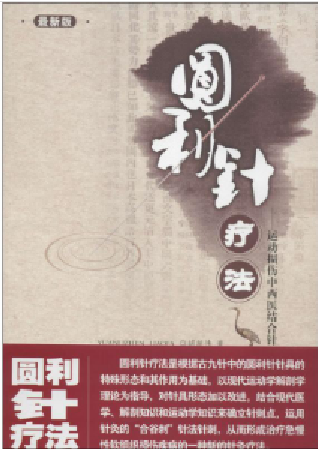 最新版
圆利针
疗法
运动损伤中西医结合针
圆利
针
疗法
圆利针疗法是根据古九针中的圆利针针具的
特殊形态和其作用为基础，以现代运动学解剖学
理论为指导，对针具形态加以改进，结合现代医
学、解剖知识和运动学知识来确立针刺点，运用
针灸的“合谷刺”针法针刺，从而形成治疗急慢
性软组织损伤疾病的一种新的针灸疗法。